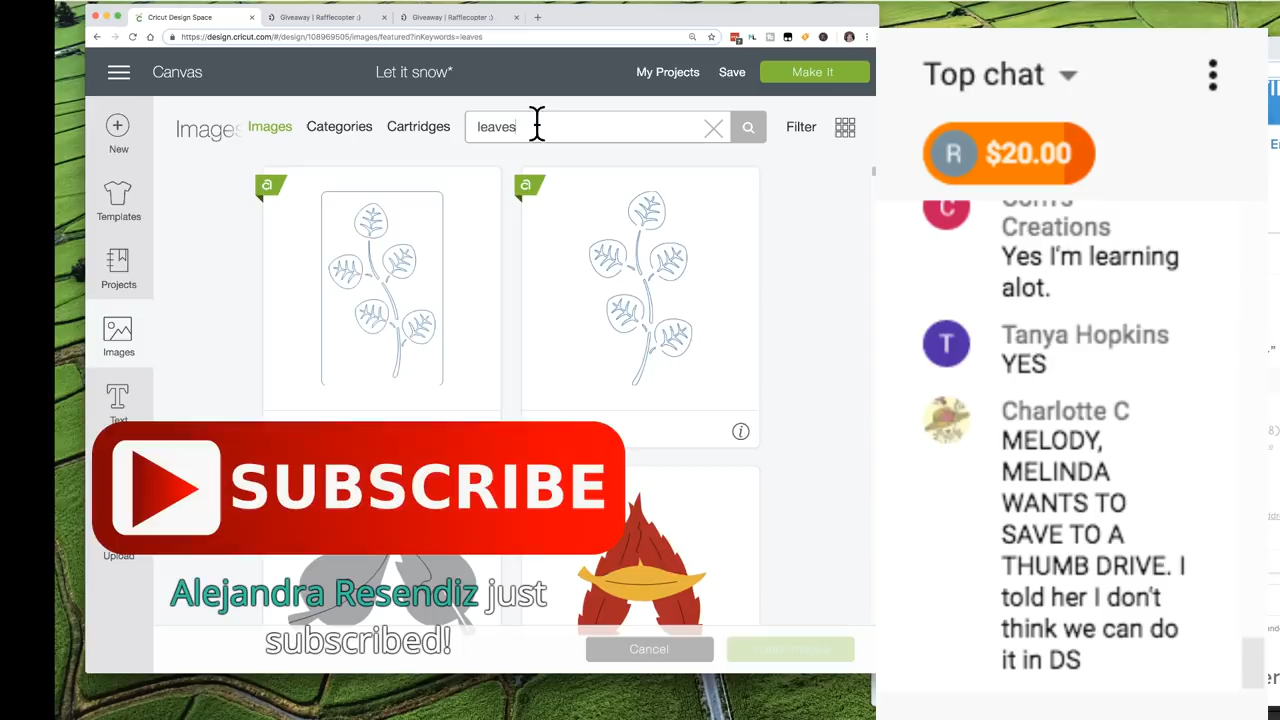 Cricut Design Space
Giveaway | Rafflecopter :)
Giveaway | Rafflecopter :)
https://design.cricut.com/#/design/108969505/images/featured?inKeywords=leaves
Canvas
Let it snow*
My Projects
Save
Make It
New
Templates
Projects
Images
Text
Upload
Images
Images
Categories
Cartridges
leaves
Filter
a
a
SUBSCRIBE
Alejandra Resendiz just
subscribed!
Cancel
Top chat
R $20.00
C
Creations
Yes I'm learning
alot.
T
Tanya Hopkins
YES
Charlotte C
MELODY,
MELINDA
WANTS TO
SAVE TO A
THUMB DRIVE. I
told her I don't
think we can do
it in DS